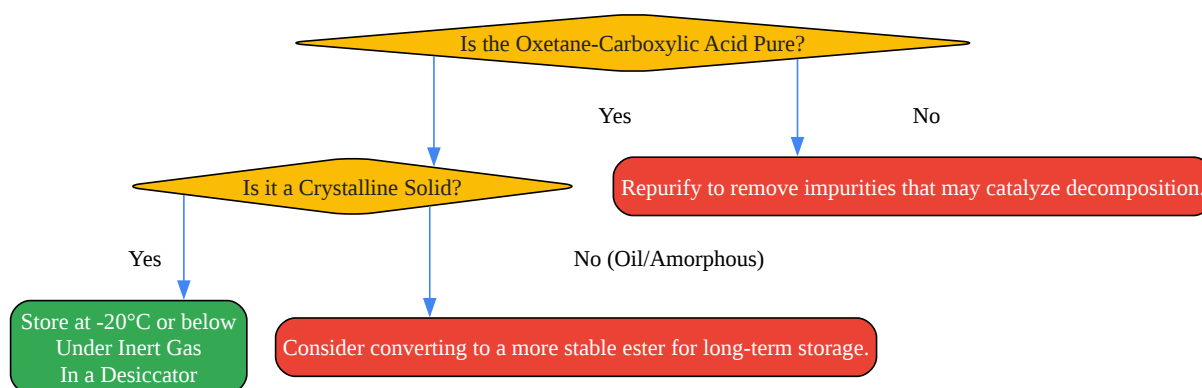 Is the Oxetane-Carboxylic Acid Pure?
Yes
No
Is it a Crystalline Solid?
Repurify to remove impurities that may catalyze decomposition.
Yes
No (Oil/Amorphous)
Store at -20°C or below
Under Inert Gas
In a Desiccator
Consider converting to a more stable ester for long-term storage.